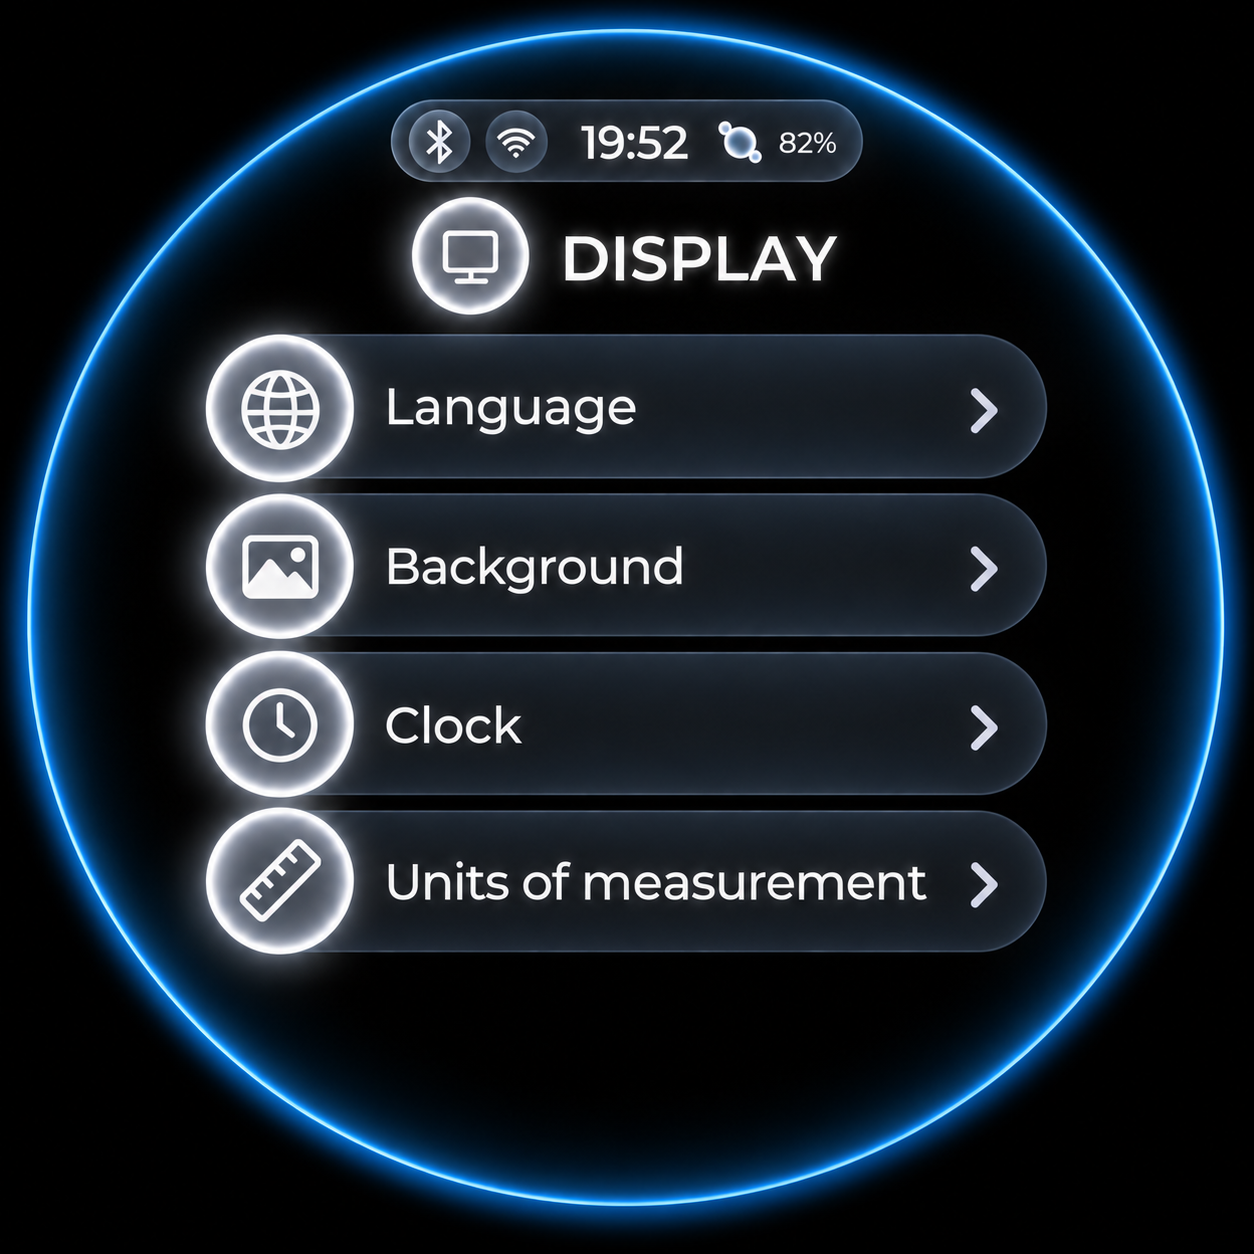 19:52 82%
DISPLAY
Language
Background
Clock
Units of measurement